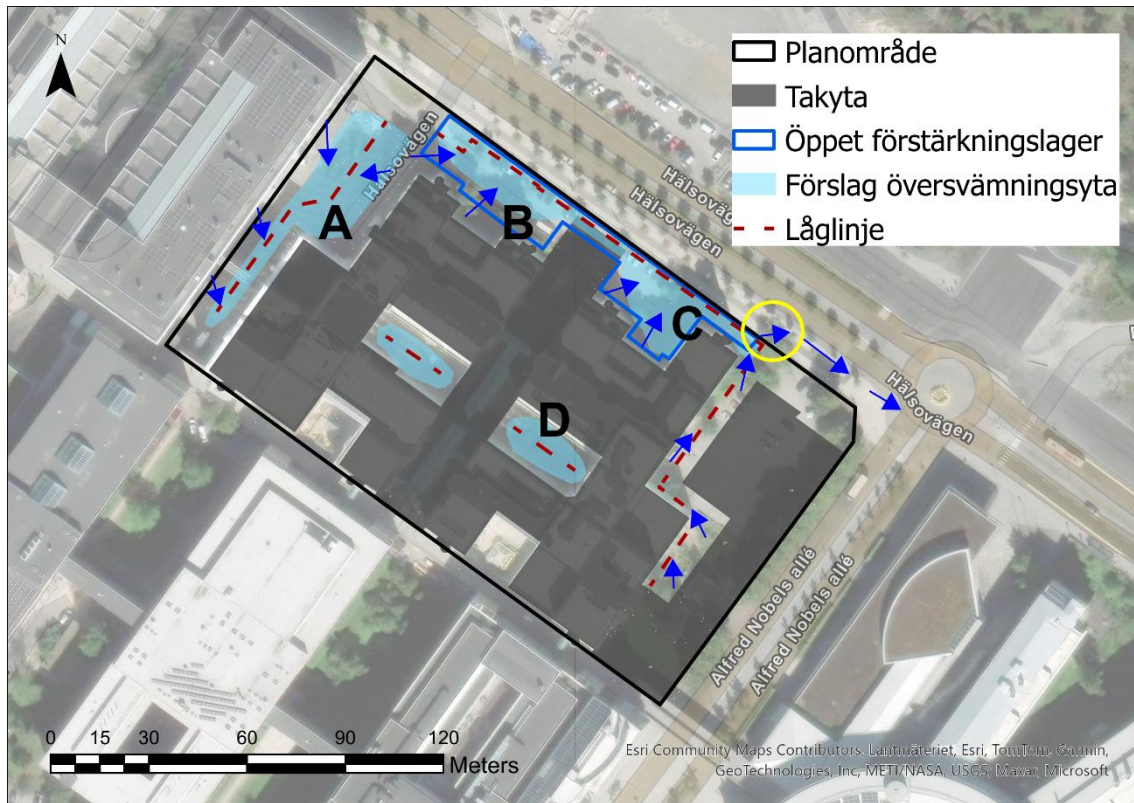 N
Planområde
Takyta
Öppet förstärkningslager
Förslag översvämningsyta
Låglinje
Hälsovägen
Hälsoväg
Hälsovägen
Hälsovägen
A
B
C
D
Alfred Nobels allé
Alfred Nobels allé
0 15 30 60 90 120
Meters
Esri Community Maps Contributors, Lantmäteriet, Esri, TomTom, Garmin,
GeoTechnologies, Inc, METI/NASA, USGS; Maxar, Microsoft